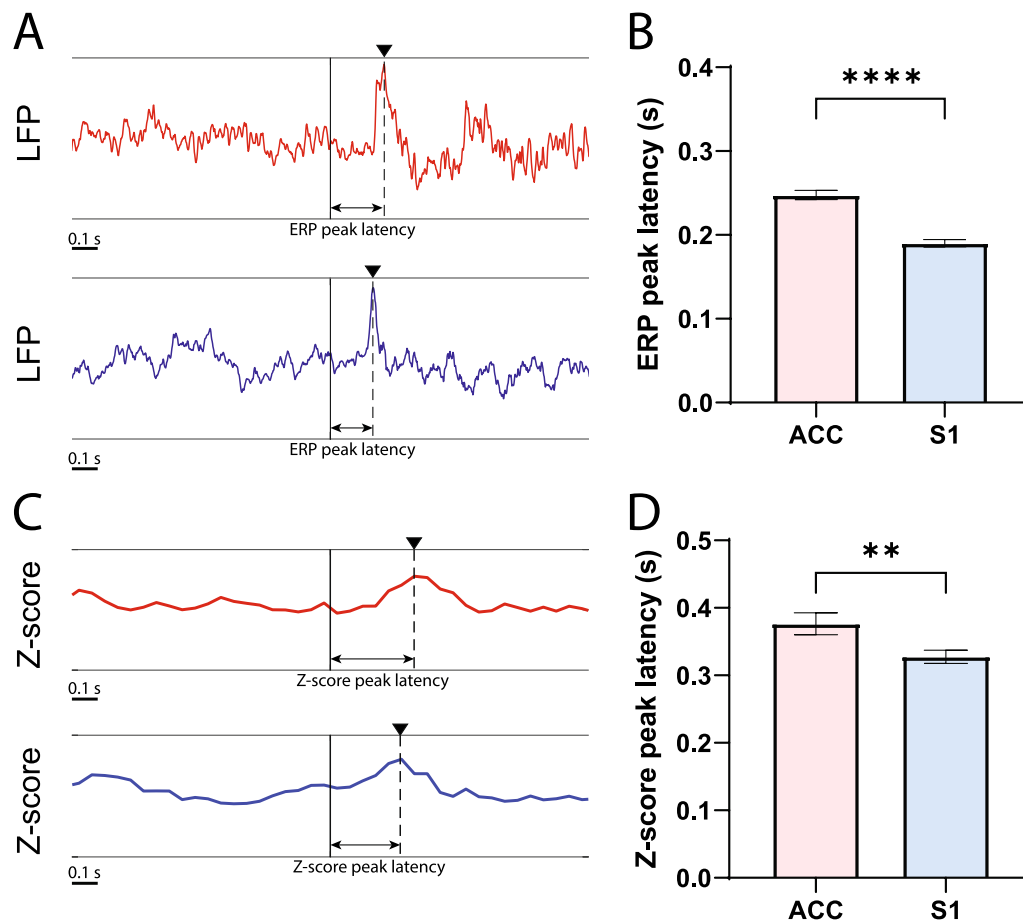 A
LFP
0.1 s
ERP peak latency
LFP
0.1 s
ERP peak latency
B
ERP peak latency (s)
0.4
0.3
0.2
0.1
0.0
****
ACC
S1
C
Z-score
0.1 s
Z-score peak latency
Z-score
0.1 s
Z-score peak latency
D
Z-score peak latency (s)
0.5
0.4
0.3
0.2
0.1
0.0
**
ACC
S1